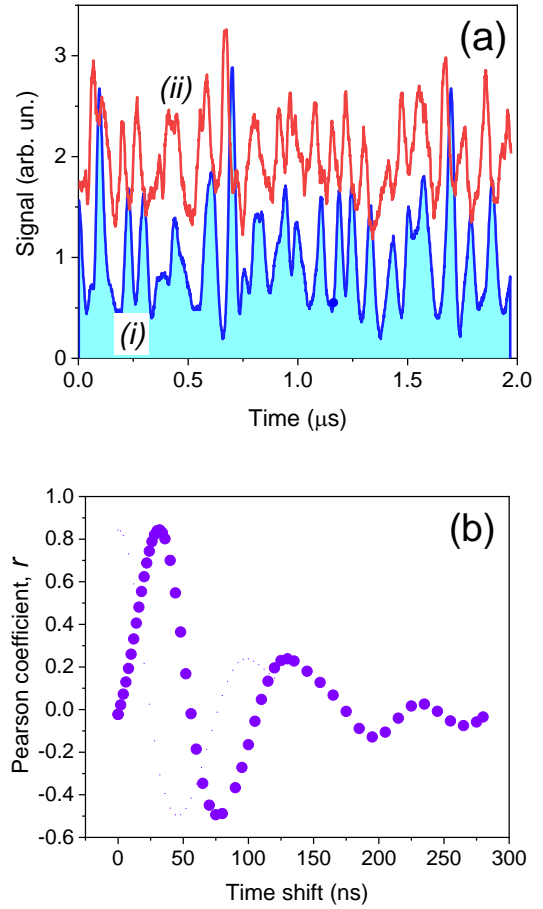 (a)
3
2
1
0
Signal (arb. un.)
(ii)
(i)
0.0 0.5 1.0 1.5 2.0
Time (μs)
(b)
1.0
0.8
0.6
0.4
0.2
0.0
-0.2
-0.4
-0.6
Pearson coefficient, r
0 50 100 150 200 250 300
Time shift (ns)